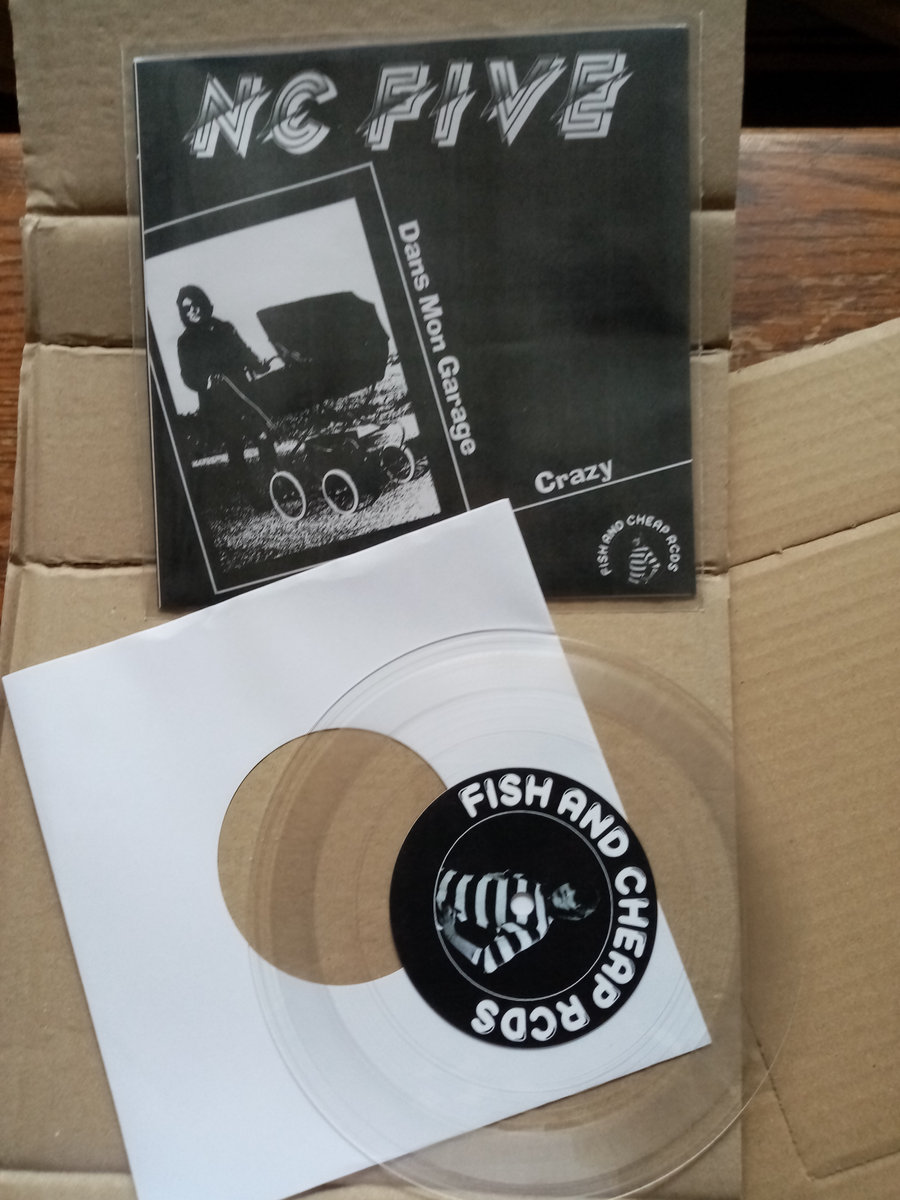 NC FIVE
Dans Mon Garage
Crazy
FISH AND CHEAP RCDS
FISH AND CHEAP RCDS